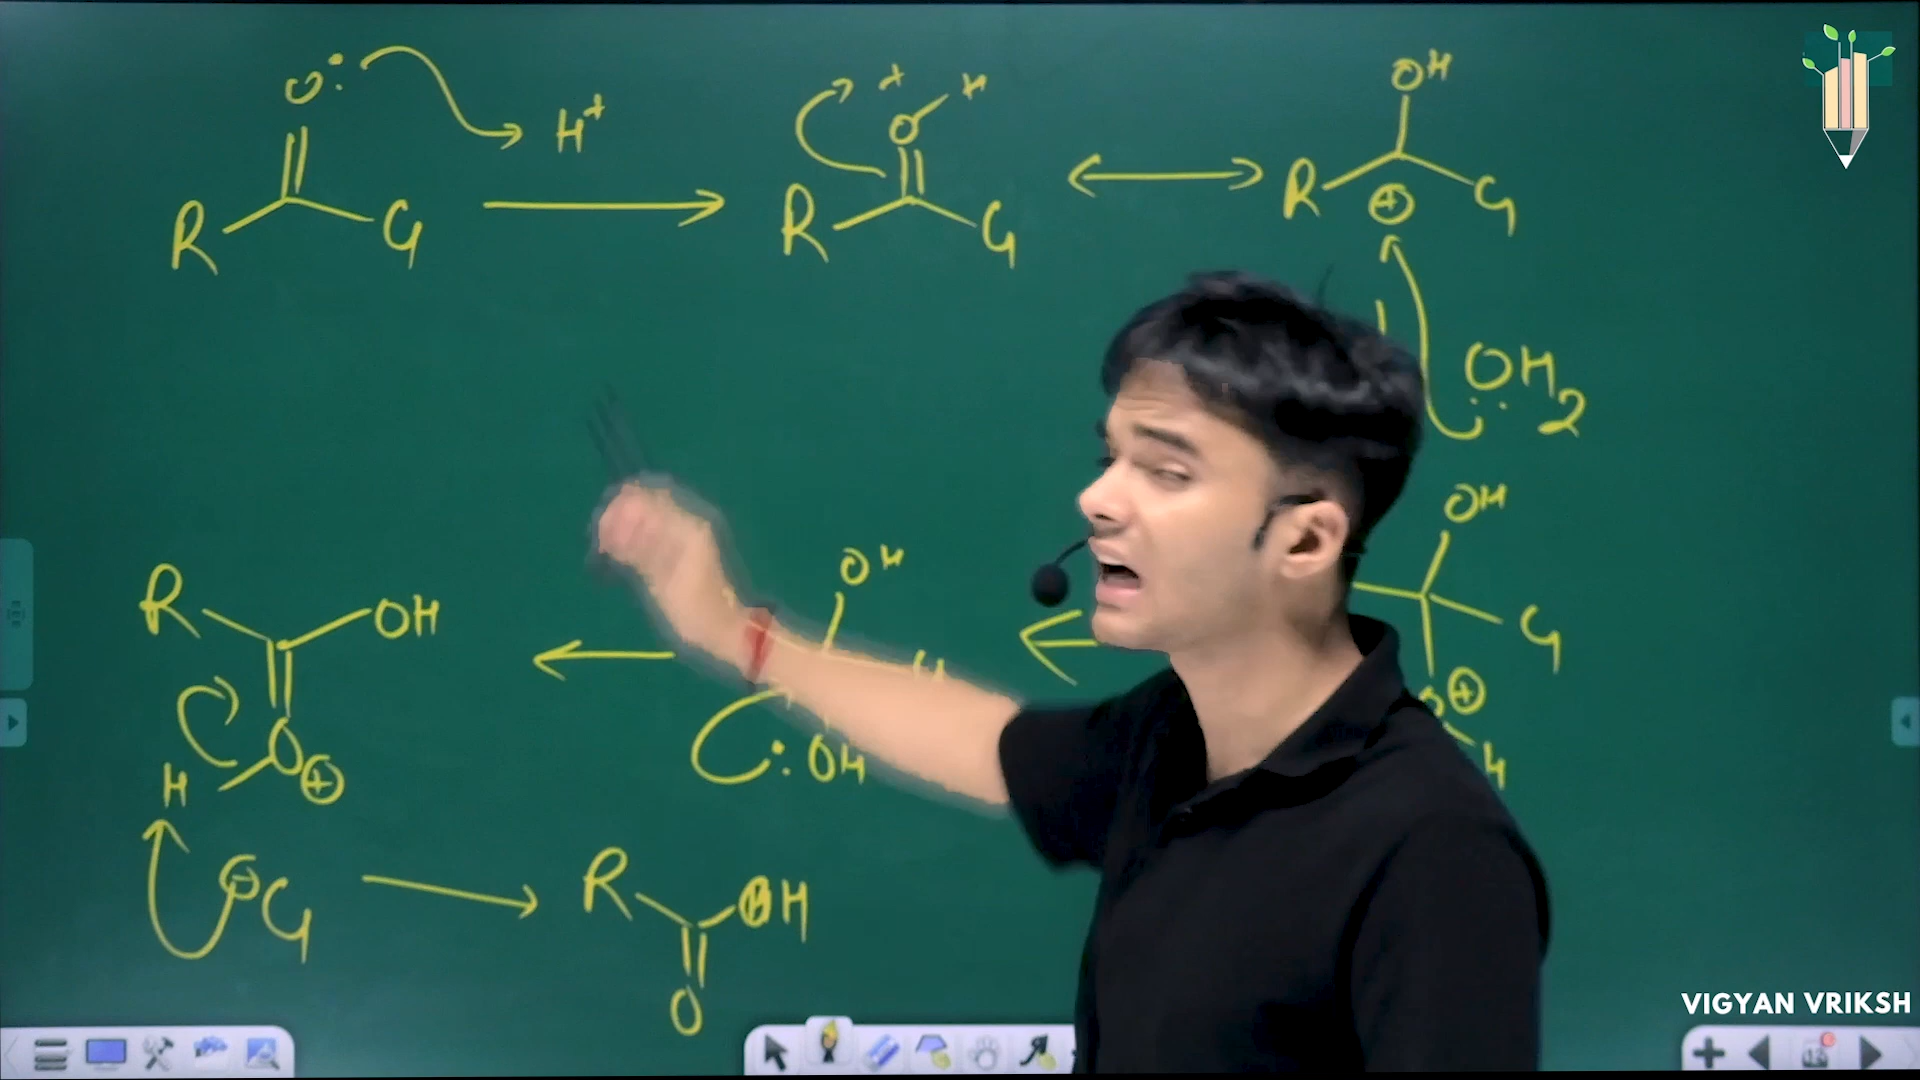 O:
H⁺
R
G
+
H
O
R
G
OH
R
⊕
G
OH₂
OH
G
⊕
H
OH
:OH
R
OH
O
⊕
H
⊖G
R
OH
O
VIGYAN VRIKSH